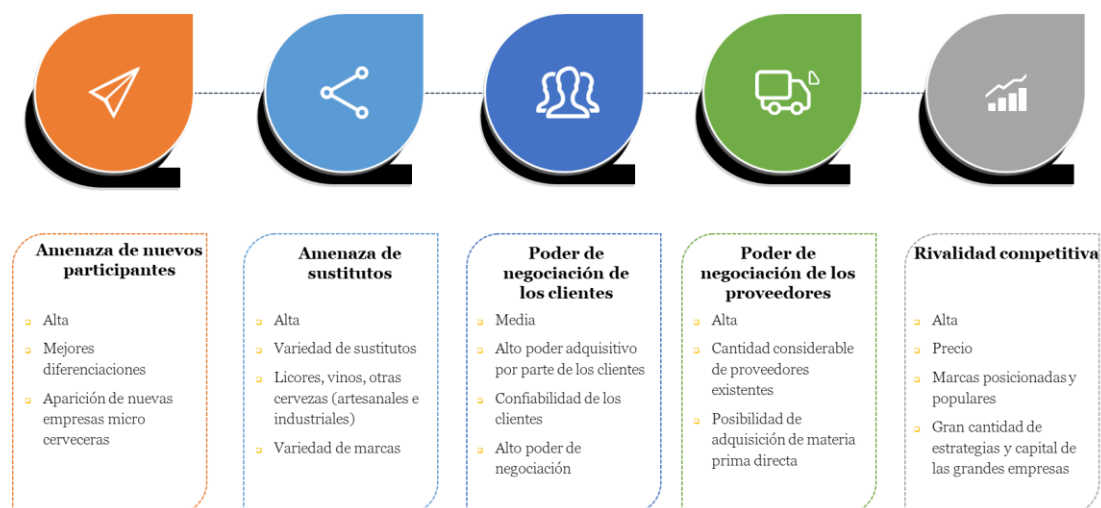 Amenaza de nuevos
participantes
Alta
Mejores
diferenciaciones
Aparición de nuevas
empresas micro
cerveceras
Amenaza de
sustitutos
Alta
Variedad de sustitutos
Licores, vinos, otras
cervezas (artesanales e
industriales)
Variedad de marcas
Poder de
negociación de
los clientes
Media
Alto poder adquisitivo
por parte de los clientes
Confiabilidad de los
clientes
Alto poder de
negociación
Poder de
negociación de los
proveedores
Alta
Cantidad considerable
de proveedores
existentes
Posibilidad de
adquisición de materia
prima directa
Rivalidad competitiva
Alta
Precio
Marcas posicionadas y
populares
Gran cantidad de
estrategias y capital de
las grandes empresas